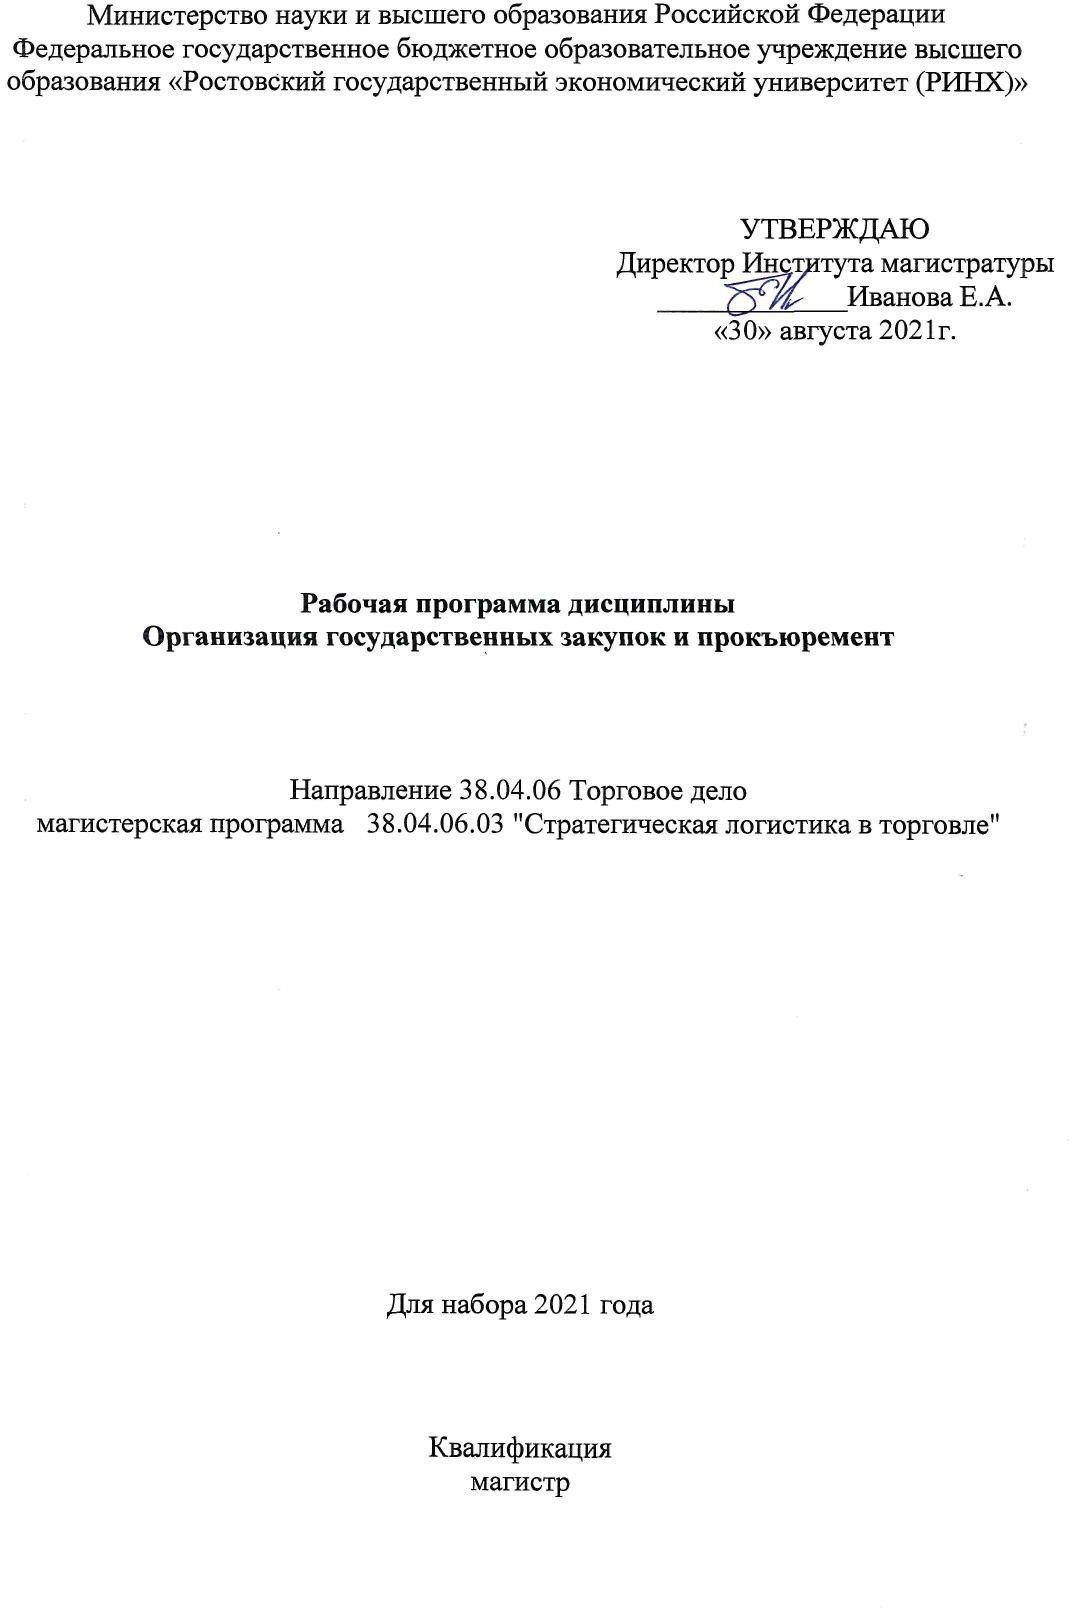 Министерство науки и высшего образования Российской Федерации
Федеральное государственное бюджетное образовательное учреждение высшего
образования «Ростовский государственный экономический университет (РИНХ)»
УТВЕРЖДАЮ
Директор Института магистратуры
Иванова Е.А.
«30» августа 2021г.
Рабочая программа дисциплины
Организация государственных закупок и прокъюремент
Направление 38.04.06 Торговое дело
магистерская программа 38.04.06.03 "Стратегическая логистика в торговле"
Для набора 2021 года
Квалификация
магистр